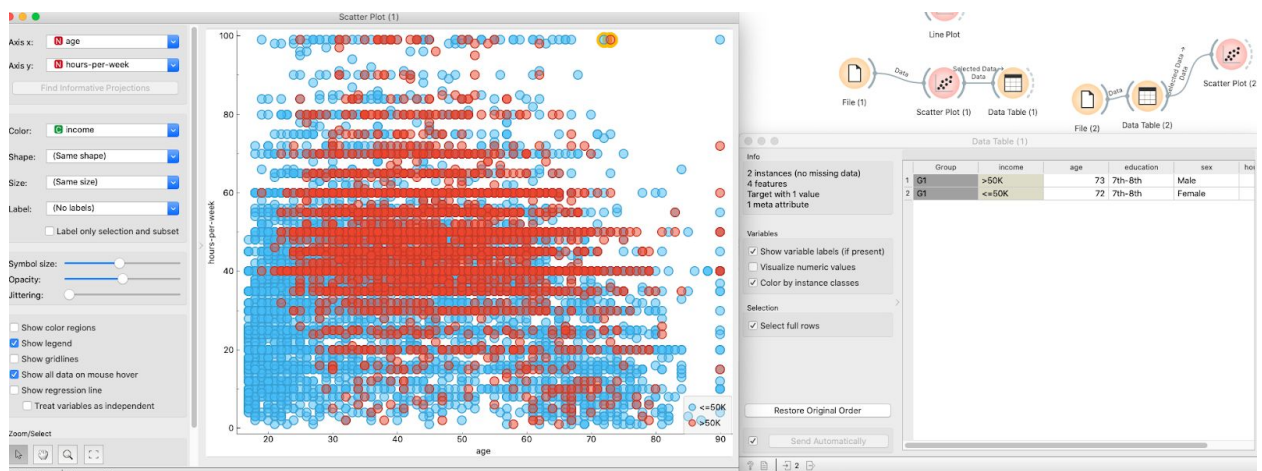 Scatter Plot (1)
Axis x: N age
Axis y: N hours-per-week
Find Informative Projections
Color: C income
Shape: (Same shape)
Size: (Same size)
Label: (No labels)
Label only selection and subset
Symbol size:
Opacity:
Jittering:
Show color regions
Show legend
Show gridlines
Show all data on mouse hover
Show regression line
Treat variables as independent
Zoom/Select
hours-per-week
100
80
60
40
20
0
20 30 40 50 60 70 80 90
age
<=50K
>50K
Line Plot
File (1)
Data
Scatter Plot (1)
Selected Data →
Data
Data Table (1)
File (2)
Data
Data Table (2)
Selected Data →
Data
Scatter Plot (2
Data Table (1)
Info
2 instances (no missing data)
4 features
Target with 1 value
1 meta attribute
Variables
Show variable labels (if present)
Visualize numeric values
Color by instance classes
Selection
Select full rows
Restore Original Order
Send Automatically
2
Group income age education sex hou
1 G1 >50K 73 7th-8th Male
2 G1 <=50K 72 7th-8th Female